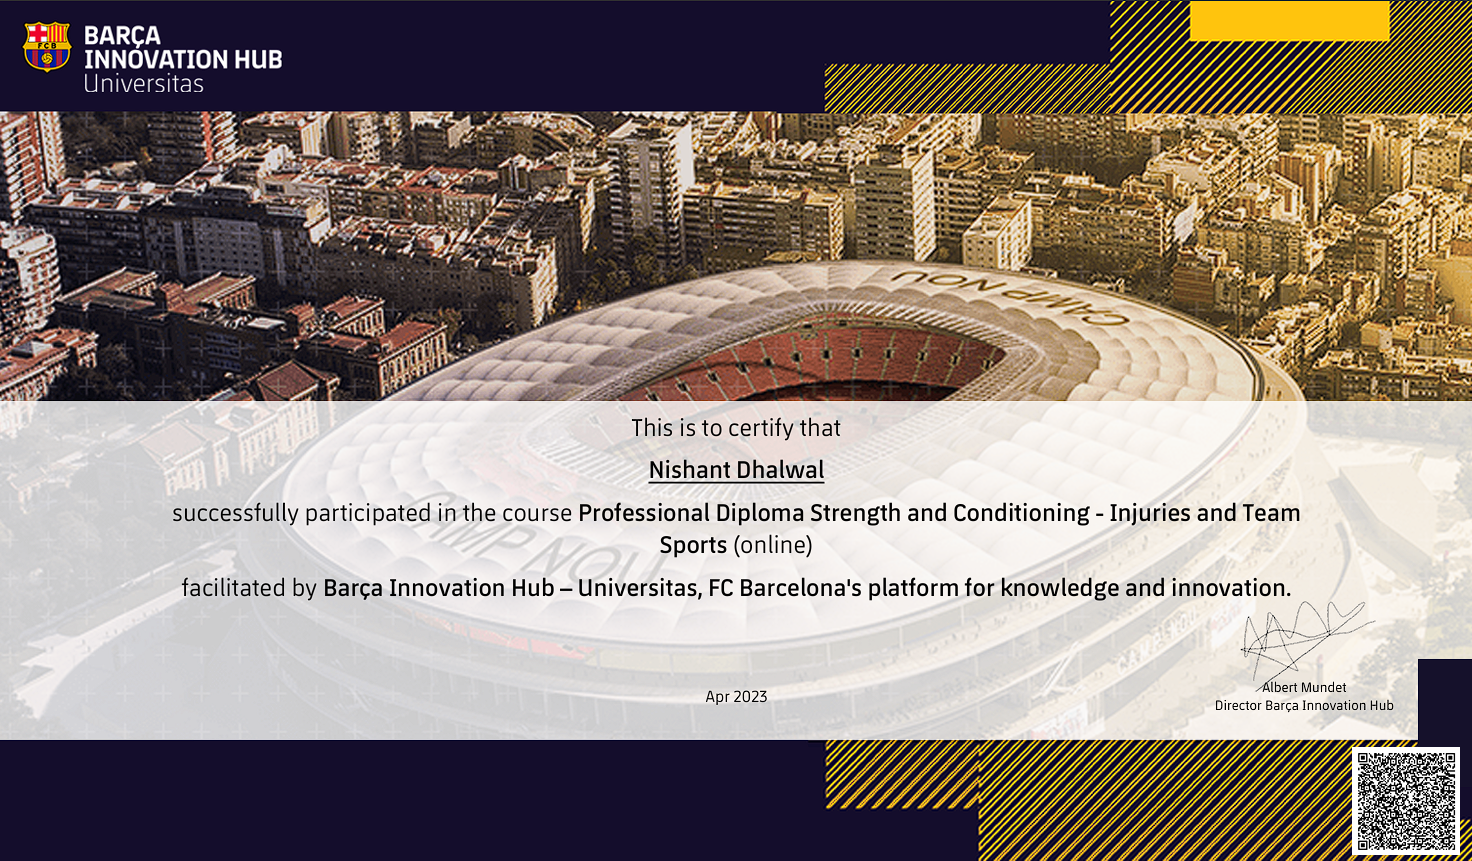 FCB
BARÇA
INNOVATION HUB
Universitas
CAMP NOU
This is to certify that
Nishant Dhalwal
successfully participated in the course Professional Diploma Strength and Conditioning - Injuries and Team
Sports (online)
CAMP NOU
facilitated by Barça Innovation Hub – Universitas, FC Barcelona's platform for knowledge and innovation.
Apr 2023
Albert Mundet
Director Barça Innovation Hub